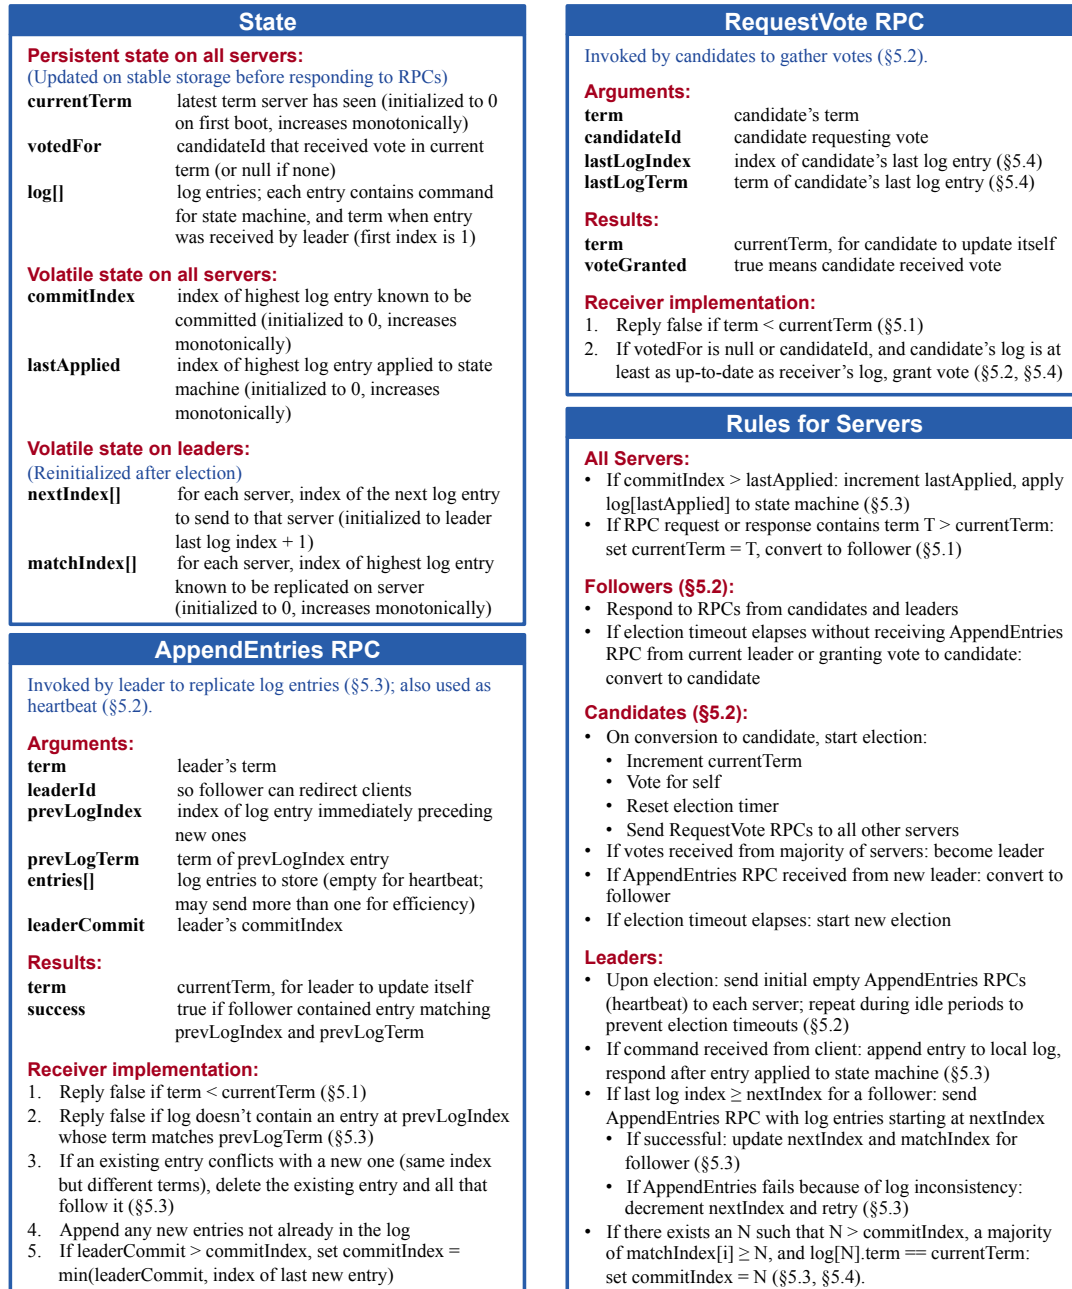 State
Persistent state on all servers:
(Updated on stable storage before responding to RPCs)
currentTerm latest term server has seen (initialized to 0
on first boot, increases monotonically)
votedFor candidateId that received vote in current
term (or null if none)
log[] log entries; each entry contains command
for state machine, and term when entry
was received by leader (first index is 1)
Volatile state on all servers:
commitIndex index of highest log entry known to be
committed (initialized to 0, increases
monotonically)
lastApplied index of highest log entry applied to state
machine (initialized to 0, increases
monotonically)
Volatile state on leaders:
(Reinitialized after election)
nextIndex[] for each server, index of the next log entry
to send to that server (initialized to leader
last log index + 1)
matchIndex[] for each server, index of highest log entry
known to be replicated on server
(initialized to 0, increases monotonically)
AppendEntries RPC
Invoked by leader to replicate log entries (§5.3); also used as
heartbeat (§5.2).
Arguments:
term leader's term
leaderId so follower can redirect clients
prevLogIndex index of log entry immediately preceding
new ones
prevLogTerm term of prevLogIndex entry
entries[] log entries to store (empty for heartbeat;
may send more than one for efficiency)
leaderCommit leader's commitIndex
Results:
term currentTerm, for leader to update itself
success true if follower contained entry matching
prevLogIndex and prevLogTerm
Receiver implementation:
1. Reply false if term < currentTerm (§5.1)
2. Reply false if log doesn't contain an entry at prevLogIndex
whose term matches prevLogTerm (§5.3)
3. If an existing entry conflicts with a new one (same index
but different terms), delete the existing entry and all that
follow it (§5.3)
4. Append any new entries not already in the log
5. If leaderCommit > commitIndex, set commitIndex =
min(leaderCommit, index of last new entry)
RequestVote RPC
Invoked by candidates to gather votes (§5.2).
Arguments:
term candidate's term
candidateId candidate requesting vote
lastLogIndex index of candidate's last log entry (§5.4)
lastLogTerm term of candidate's last log entry (§5.4)
Results:
term currentTerm, for candidate to update itself
voteGranted true means candidate received vote
Receiver implementation:
1. Reply false if term < currentTerm (§5.1)
2. If votedFor is null or candidateId, and candidate's log is at
least as up-to-date as receiver's log, grant vote (§5.2, §5.4)
Rules for Servers
All Servers:
• If commitIndex > lastApplied: increment lastApplied, apply
log[lastApplied] to state machine (§5.3)
• If RPC request or response contains term T > currentTerm:
set currentTerm = T, convert to follower (§5.1)
Followers (§5.2):
• Respond to RPCs from candidates and leaders
• If election timeout elapses without receiving AppendEntries
RPC from current leader or granting vote to candidate:
convert to candidate
Candidates (§5.2):
• On conversion to candidate, start election:
• Increment currentTerm
• Vote for self
• Reset election timer
• Send RequestVote RPCs to all other servers
• If votes received from majority of servers: become leader
• If AppendEntries RPC received from new leader: convert to
follower
• If election timeout elapses: start new election
Leaders:
• Upon election: send initial empty AppendEntries RPCs
(heartbeat) to each server; repeat during idle periods to
prevent election timeouts (§5.2)
• If command received from client: append entry to local log,
respond after entry applied to state machine (§5.3)
• If last log index ≥ nextIndex for a follower: send
AppendEntries RPC with log entries starting at nextIndex
• If successful: update nextIndex and matchIndex for
follower (§5.3)
• If AppendEntries fails because of log inconsistency:
decrement nextIndex and retry (§5.3)
• If there exists an N such that N > commitIndex, a majority
of matchIndex[i] ≥ N, and log[N].term == currentTerm:
set commitIndex = N (§5.3, §5.4).